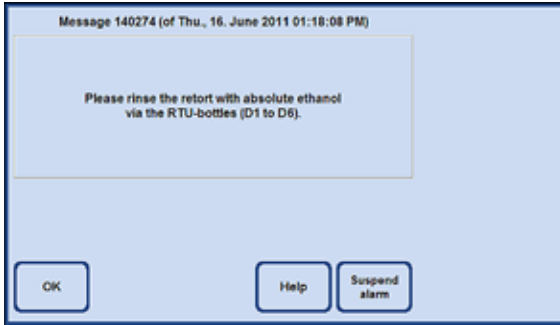 Message 140274 (of Thu., 16. June 2011 01:18:08 PM)
Please rinse the retort with absolute ethanol
via the RTU-bottles (D1 to D6).
OK
Help
Suspend
alarm